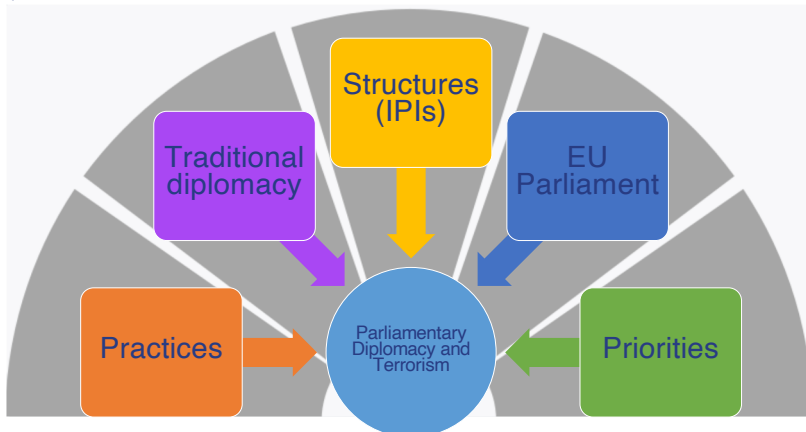 Structures
(IPIs)
Traditional
diplomacy
EU
Parliament
Practices
Parliamentary
Diplomacy and
Terrorism
Priorities